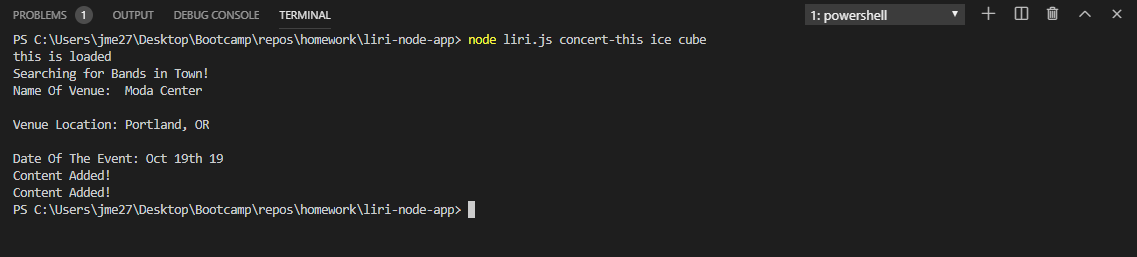 PROBLEMS 1 OUTPUT DEBUG CONSOLE TERMINAL 1: powershell
PS C:\Users\jme27\Desktop\Bootcamp\repos\homework\liri-node-app> node liri.js concert-this ice cube
this is loaded
Searching for Bands in Town!
Name Of Venue:  Moda Center
Venue Location: Portland, OR
Date Of The Event: Oct 19th 19
Content Added!
Content Added!
PS C:\Users\jme27\Desktop\Bootcamp\repos\homework\liri-node-app>